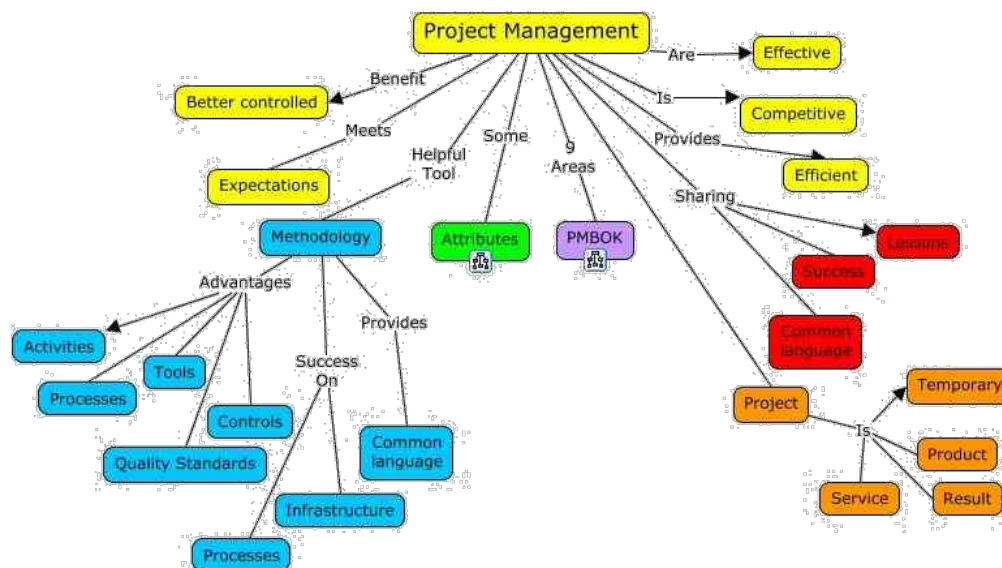 Project Management
Are
Effective
Benefit
Better controlled
Is
Competitive
Meets
Some
Provides
Helpful
Tool
9
Areas
Efficient
Expectations
Sharing
Methodology
Attributes
PMBOK
Lessons
Success
Advantages
Provides
Common
language
Activities
Success
On
Tools
Processes
Temporary
Project
Controls
Is
Common
language
Product
Quality Standards
Service
Result
Infrastructure
Processes